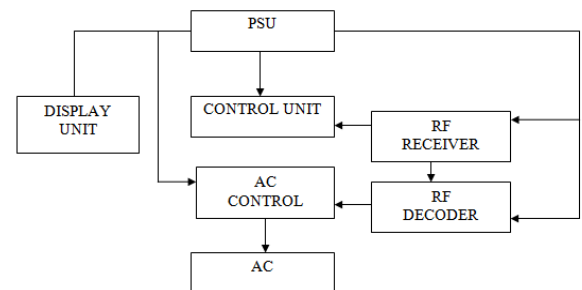 PSU
DISPLAY
UNIT
CONTROL UNIT
RF
RECEIVER
AC
CONTROL
RF
DECODER
AC